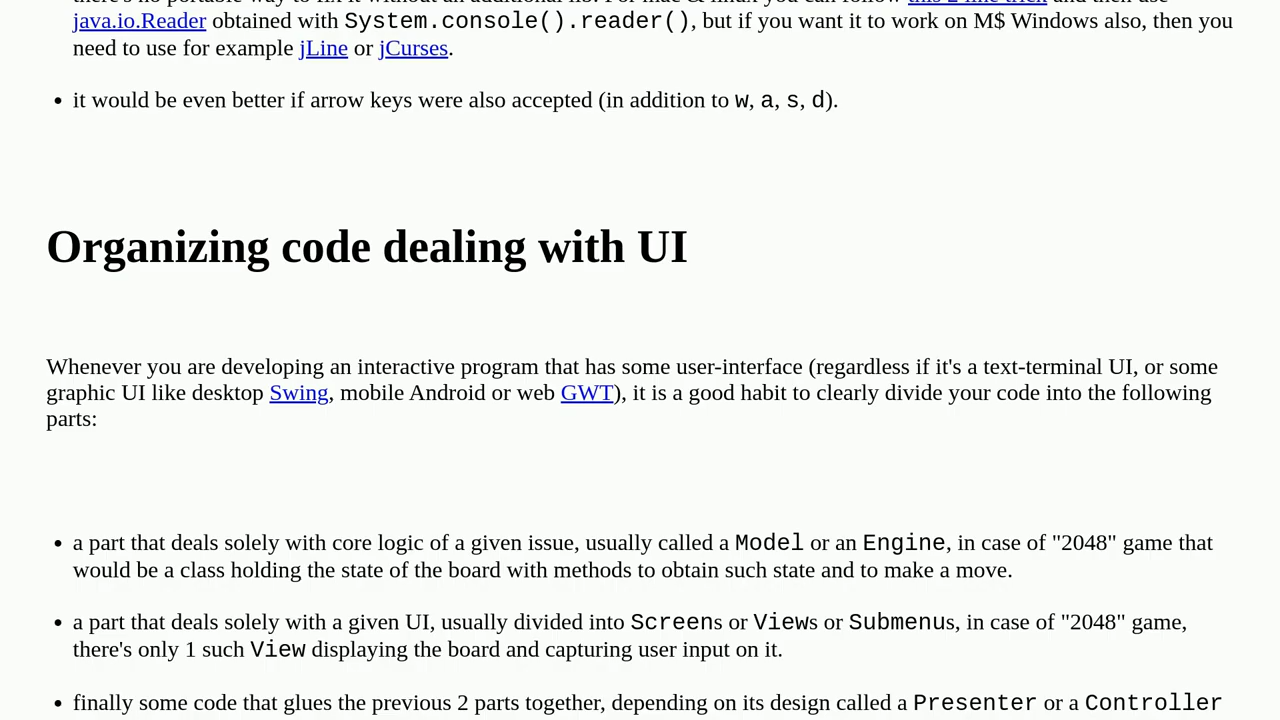 java.io.Reader obtained with System.console().reader(), but if you want it to work on M$ Windows also, then you
need to use for example jLine or jCurses.
it would be even better if arrow keys were also accepted (in addition to w, a, s, d).
Organizing code dealing with UI
Whenever you are developing an interactive program that has some user-interface (regardless if it's a text-terminal UI, or some
graphic UI like desktop Swing, mobile Android or web GWT), it is a good habit to clearly divide your code into the following
parts:
a part that deals solely with core logic of a given issue, usually called a Model or an Engine, in case of "2048" game that
would be a class holding the state of the board with methods to obtain such state and to make a move.
a part that deals solely with a given UI, usually divided into Screens or Views or Submenus, in case of "2048" game,
there's only 1 such View displaying the board and capturing user input on it.
finally some code that glues the previous 2 parts together, depending on its design called a Presenter or a Controller